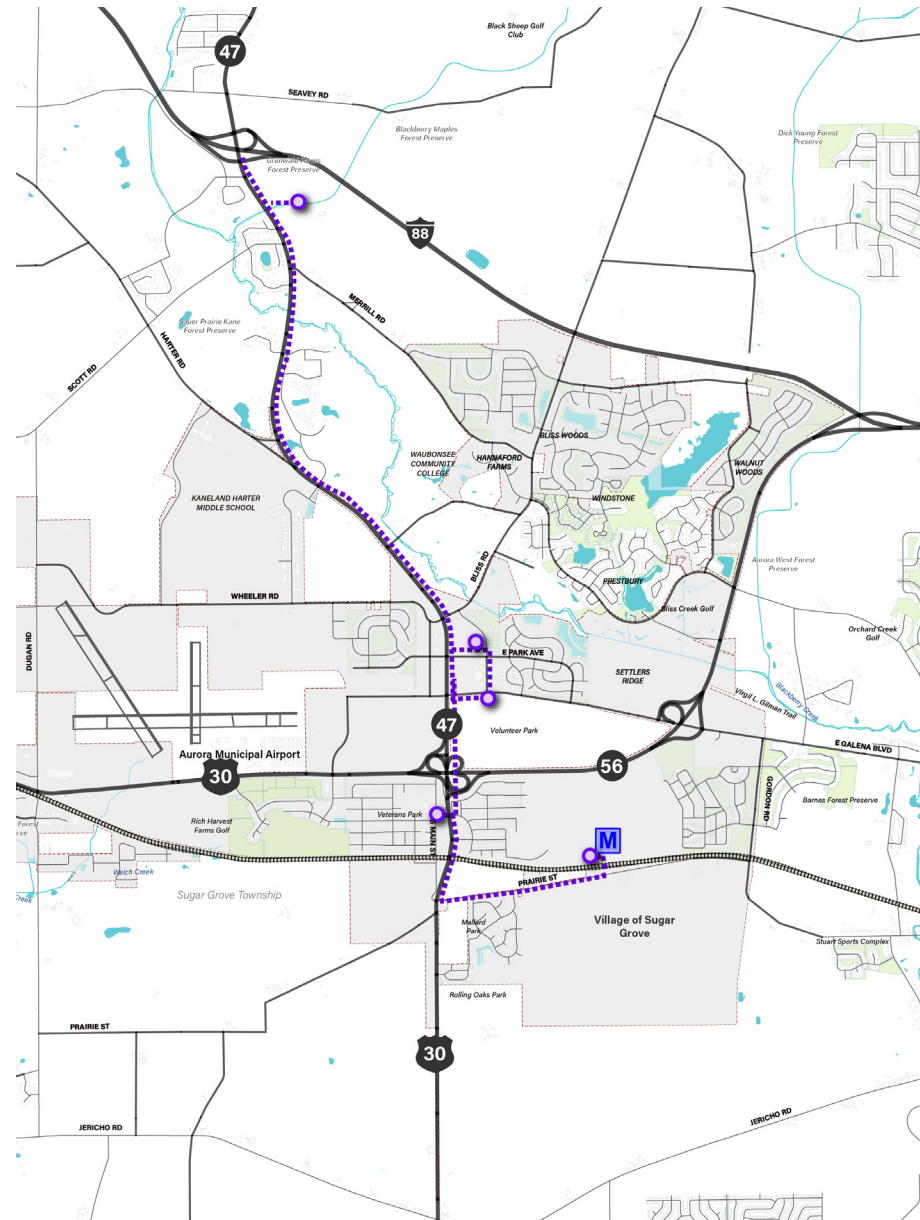 Black Sheep Golf
Club
47
SEAVEY RD
Blackberry Maples
Forest Preserve
Dick Young Forest
Preserve
Forest Preserve
88
MERRILL RD
Prairie Kane
Forest Preserve
HARTER RD
SCOTT RD
BLISS WOODS
WAUBONSEE
COMMUNITY
COLLEGE
HANNAFORD
FARMS
WALNUT
WOODS
KANELAND HARTER
MIDDLE SCHOOL
WINDSTONE
BLISS RD
Aurora West Forest
Preserve
PRESTBURY
WHEELER RD
Bliss Creek Golf
Orchard Creek
Golf
DUGAN RD
E PARK AVE
SETTLERS
RIDGE
Blackberry Creek
Virgil L. Gilman Trail
47
Volunteer Park
E GALENA BLVD
Aurora Municipal Airport
30
56
GORDON RD
Barnes Forest Preserve
Rich Harvest
Farms Golf
Veterans Park
S MAIN ST
Forest
rve
M
Welch Creek
Creek
PRAIRIE ST
Sugar Grove Township
Mallard
Park
Village of Sugar
Grove
Stuart Sports Complex
Rolling Oaks Park
PRAIRIE ST
30
JERICHO RD
JERICHO RD